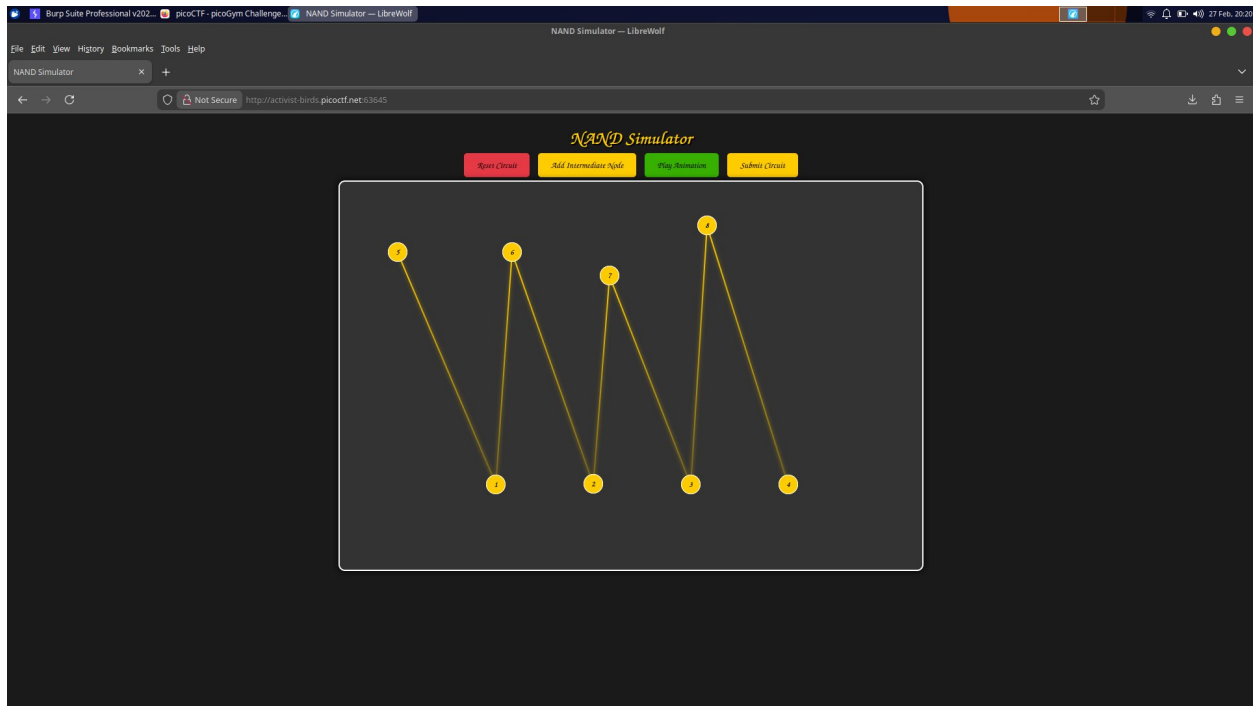 Burp Suite Professional v202... picoCTF - picoGym Challenge... NAND Simulator — LibreWolf 27 Feb, 20:20
NAND Simulator — LibreWolf
File Edit View History Bookmarks Tools Help
NAND Simulator
Not Secure http://activist-birds.picoctf.net:63645
NAND Simulator
Reset Circuit Add Intermediate Node Play Animation Submit Circuit
8
5 6
7
1 2 3 4